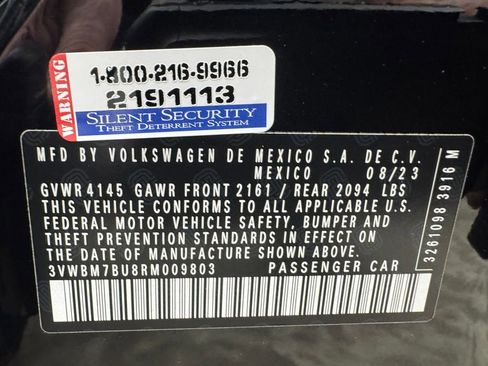 WARNING
1-800-216-9966
2191113
SILENT SECURITY
THEFT DETERRENT SYSTEM
MFD BY VOLKSWAGEN DE MEXICO S.A. DE C.V.
MEXICO 08/23
GVWR 4145 GAWR FRONT 2161/ REAR 2094 LBS
THIS VEHICLE CONFORMS TO ALL APPLICABLE U.S.
FEDERAL MOTOR VEHICLE SAFETY, BUMPER AND
THEFT PREVENTION STANDARDS IN EFFECT ON
THE DATE OF MANUFACTURE SHOWN ABOVE.
3VWBM7BU8RM009803 PASSENGER CAR
3261098 3916 M